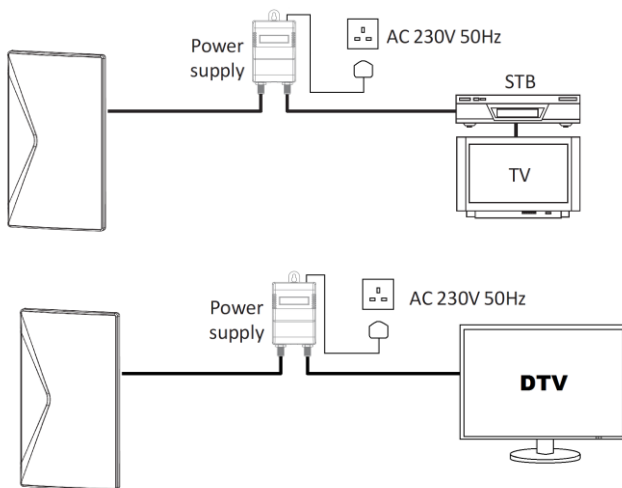 Power
supply
AC 230V 50Hz
STB
TV
Power
supply
AC 230V 50Hz
DTV